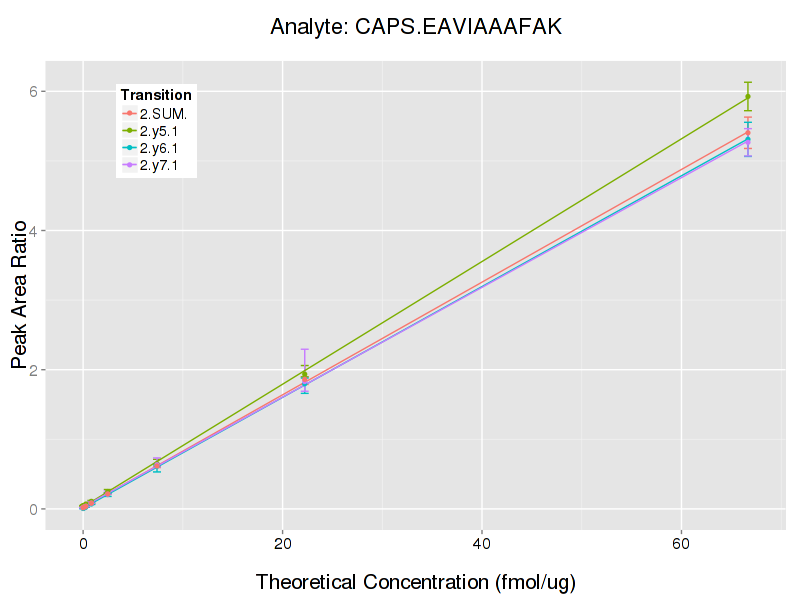 Analyte: CAPS.EAVIAAAFAK
Peak Area Ratio
6
4
2
0
Transition
2.SUM.
2.y5.1
2.y6.1
2.y7.1
0 20 40 60
Theoretical Concentration (fmol/ug)